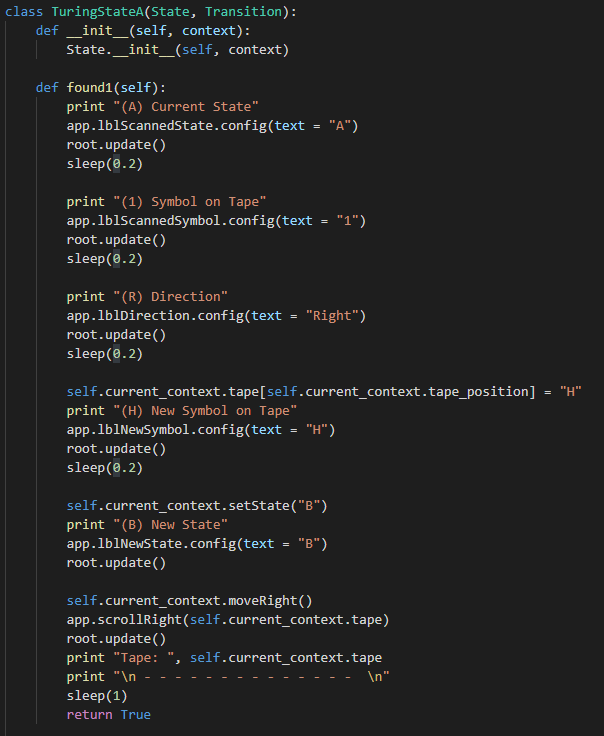 class TuringStateA(State, Transition):
    def __init__(self, context):
        State.__init__(self, context)

    def found1(self):
        print "(A) Current State"
        app.lblScannedState.config(text = "A")
        root.update()
        sleep(0.2)

        print "(1) Symbol on Tape"
        app.lblScannedSymbol.config(text = "1")
        root.update()
        sleep(0.2)

        print "(R) Direction"
        app.lblDirection.config(text = "Right")
        root.update()
        sleep(0.2)

        self.current_context.tape[self.current_context.tape_position] = "H"
        print "(H) New Symbol on Tape"
        app.lblNewSymbol.config(text = "H")
        root.update()
        sleep(0.2)

        self.current_context.setState("B")
        print "(B) New State"
        app.lblNewState.config(text = "B")
        root.update()

        self.current_context.moveRight()
        app.scrollRight(self.current_context.tape)
        root.update()
        print "Tape: ", self.current_context.tape
        print "\n - - - - - - - - - - - - - -  \n"
        sleep(1)
        return True